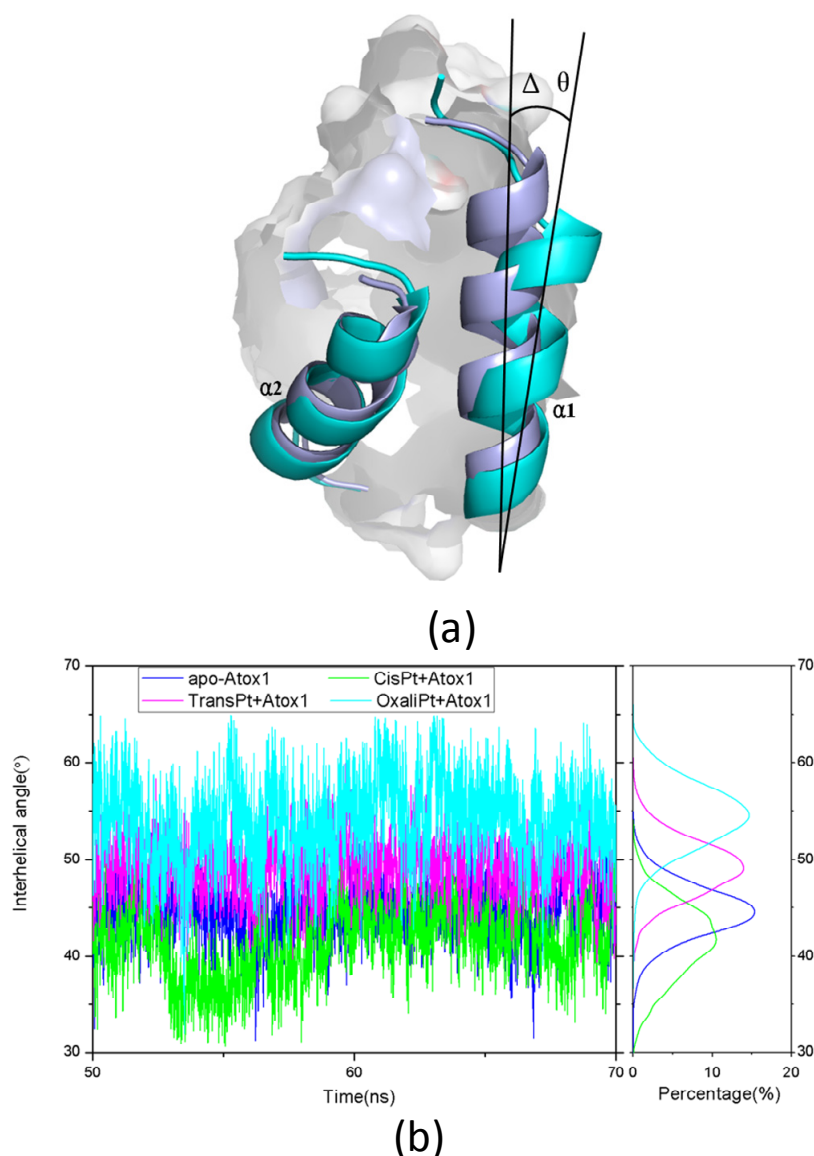 Δ θ
α2
α1
(a)
70
60
50
40
30
Interhelical angle(°)
apo-Atox1 CisPt+Atox1
TransPt+Atox1 OxaliPt+Atox1
50 60 70
Time(ns)
70
60
50
40
30
0 10 20
Percentage(%)
(b)